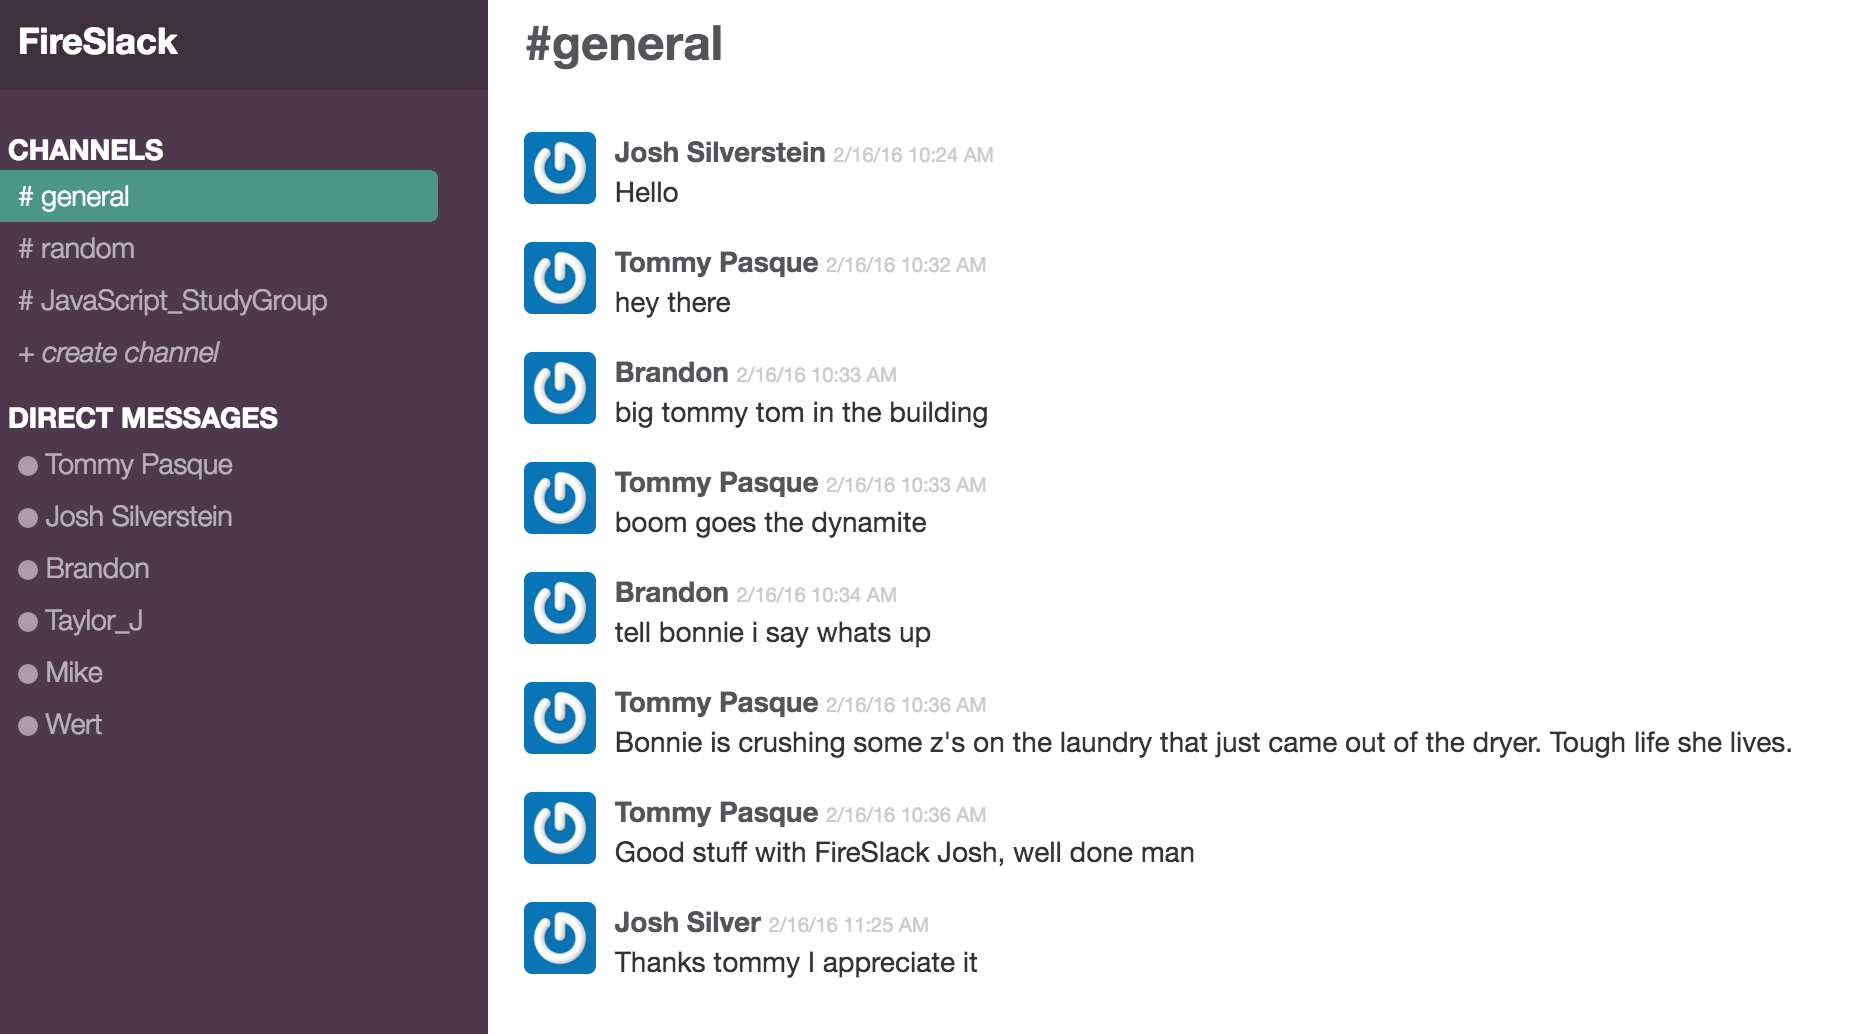 FireSlack
CHANNELS
# general
# random
# JavaScript_StudyGroup
+ create channel
DIRECT MESSAGES
Tommy Pasque
Josh Silverstein
Brandon
Taylor_J
Mike
Wert
#general
Josh Silverstein 2/16/16 10:24 AM
Hello
Tommy Pasque 2/16/16 10:32 AM
hey there
Brandon 2/16/16 10:33 AM
big tommy tom in the building
Tommy Pasque 2/16/16 10:33 AM
boom goes the dynamite
Brandon 2/16/16 10:34 AM
tell bonnie i say whats up
Tommy Pasque 2/16/16 10:36 AM
Bonnie is crushing some z's on the laundry that just came out of the dryer. Tough life she lives.
Tommy Pasque 2/16/16 10:36 AM
Good stuff with FireSlack Josh, well done man
Josh Silver 2/16/16 11:25 AM
Thanks tommy I appreciate it